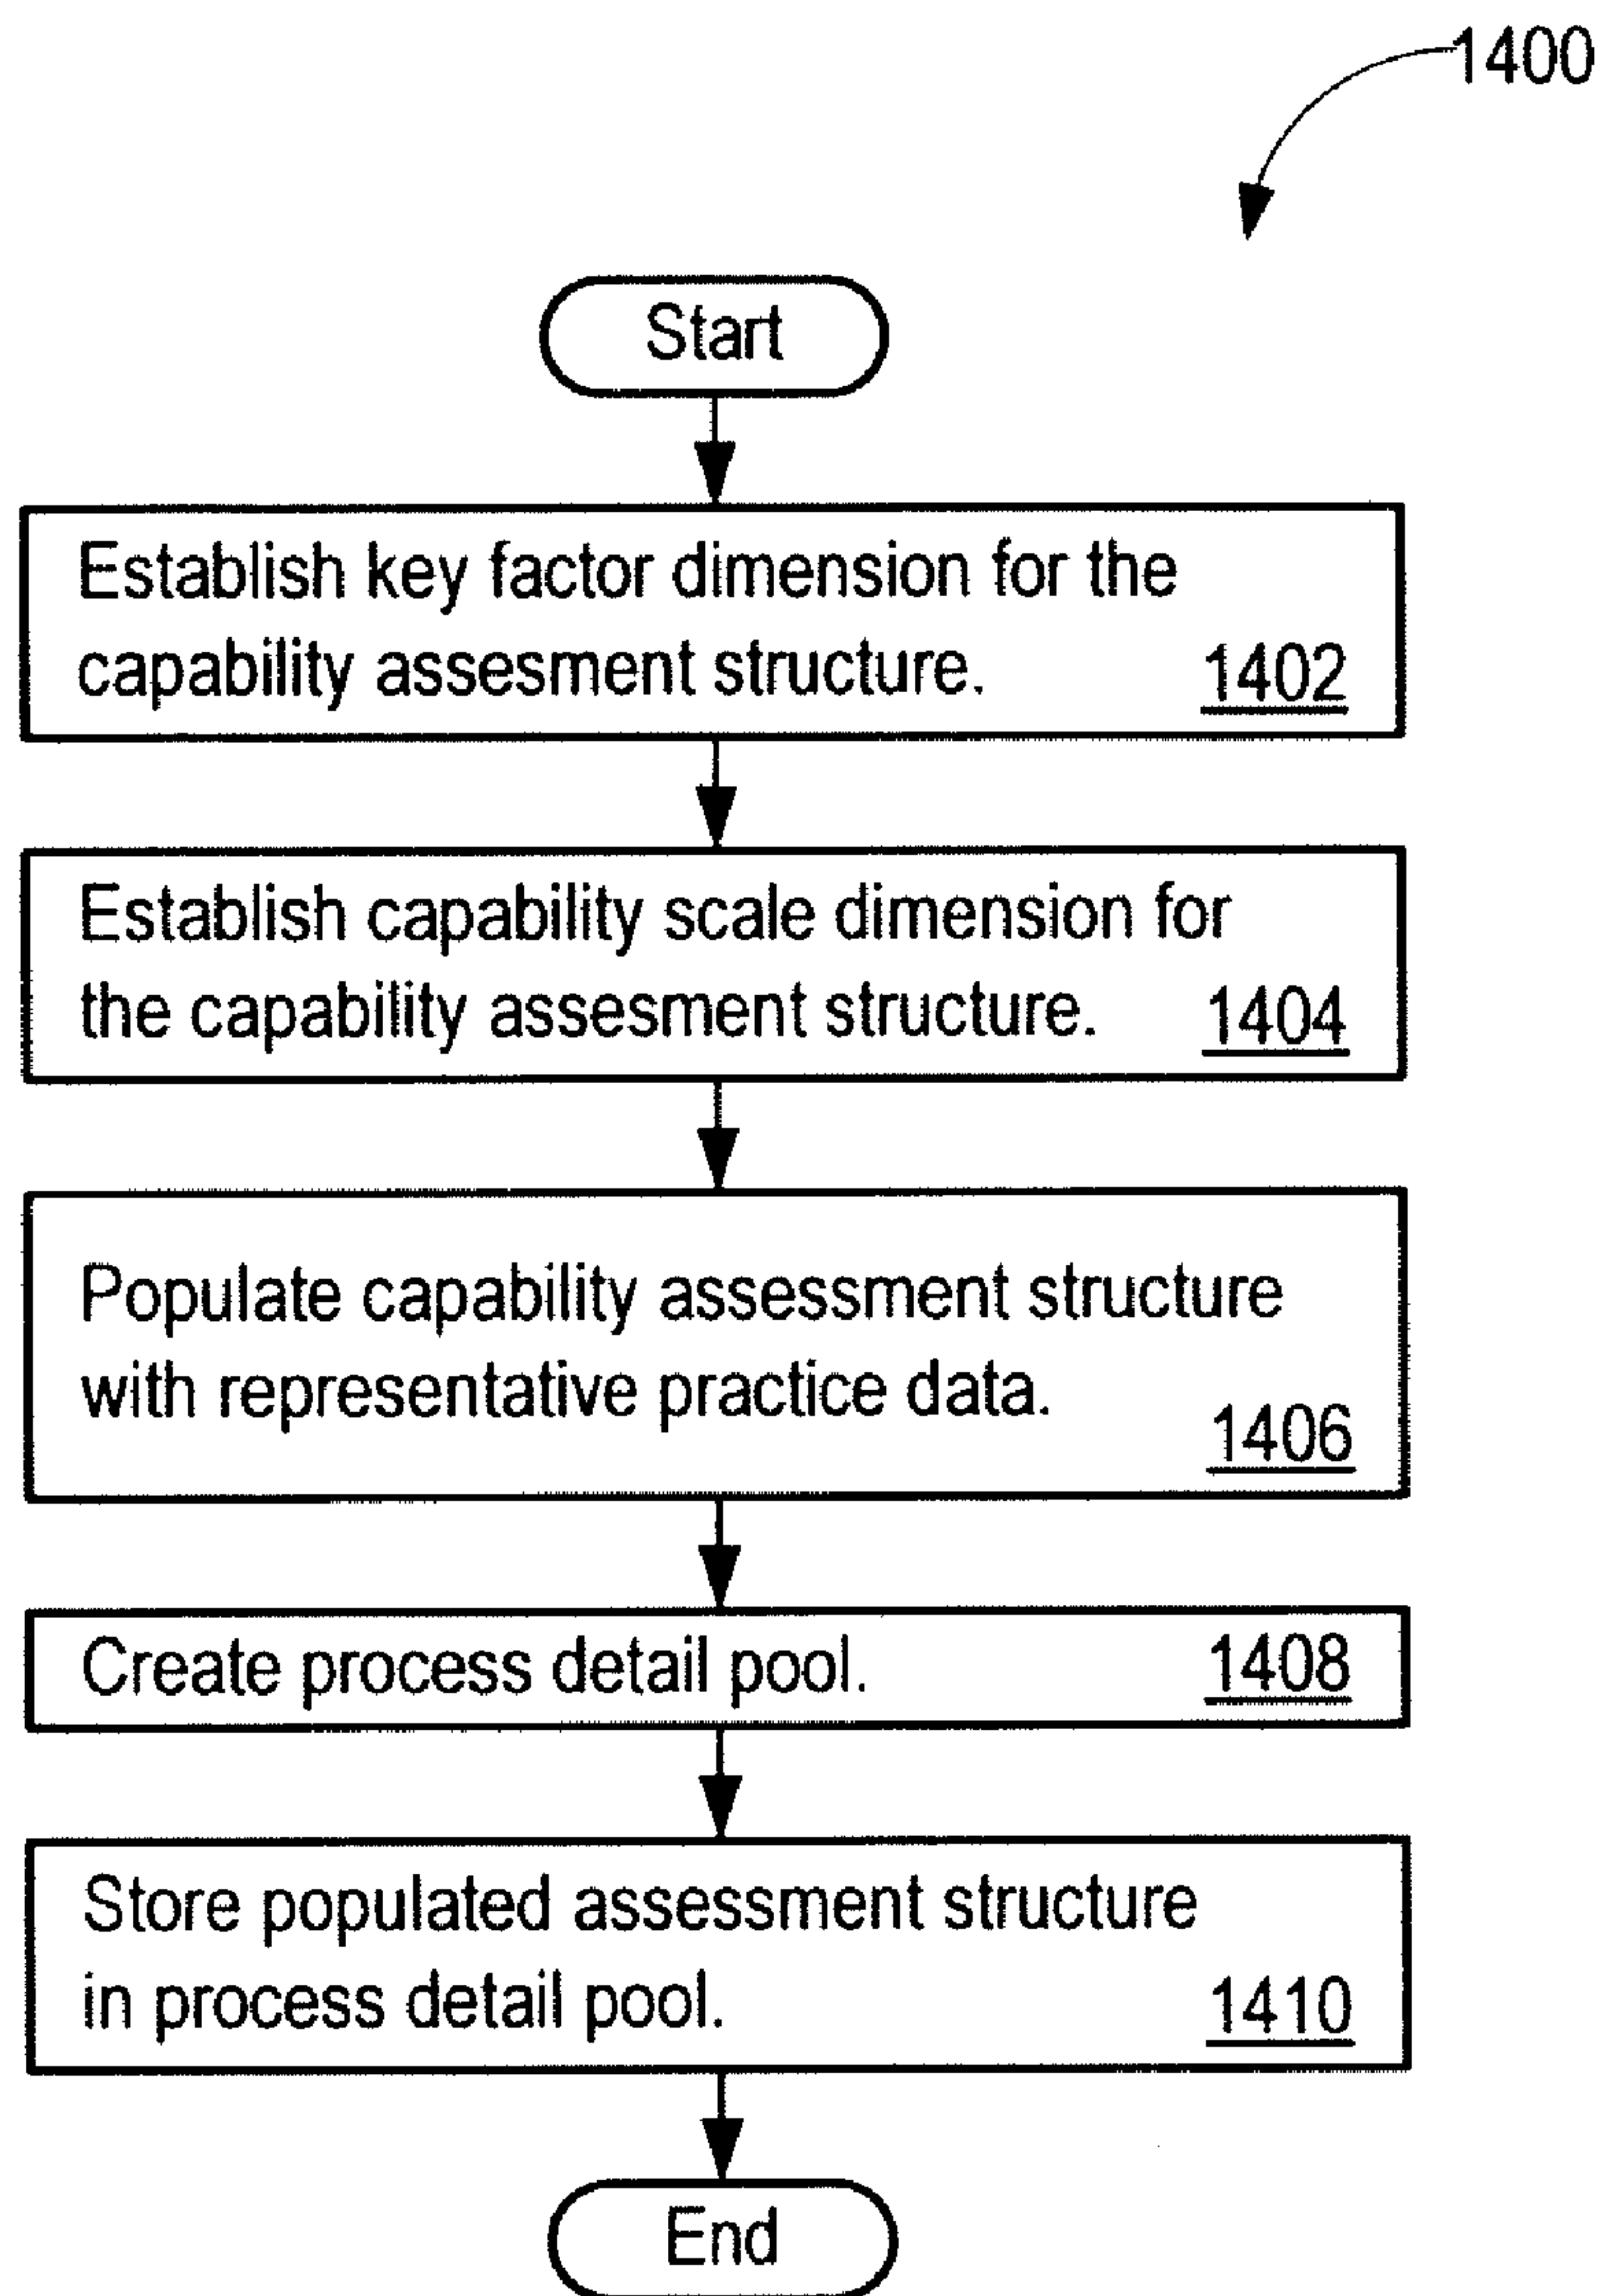 1400
Start
Establish key factor dimension for the
capability assesment structure. 1402
Establish capability scale dimension for
the capability assesment structure. 1404
Populate capability assessment structure
with representative practice data.
1406
Create process detail pool. 1408
Store populated assessment structure
in process detail pool. 1410
End